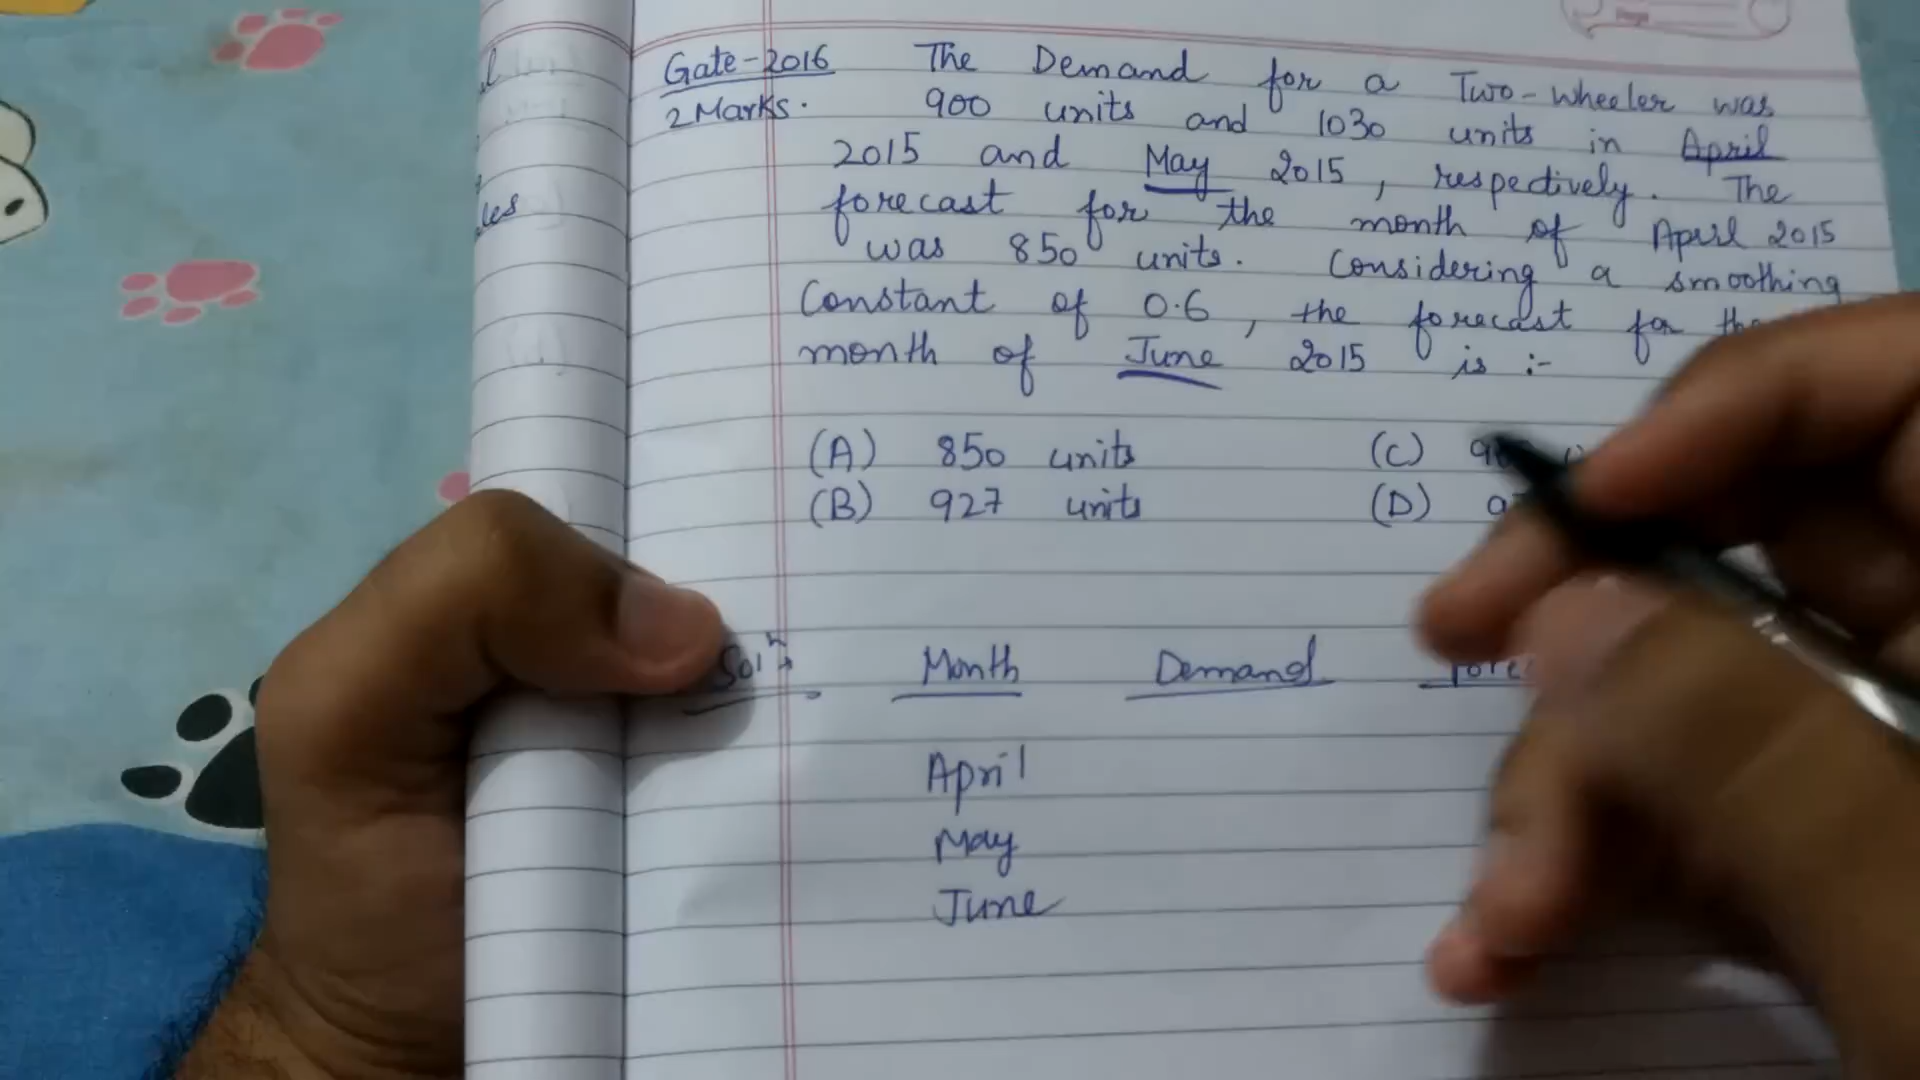 Gate-2016 The Demand for a Two-Wheeler was
2 Marks. 900 units and 1030 units in April
2015 and May 2015, respectively. The
forecast for the month of April 2015
was 850 units. Considering a smoothing
Constant of 0.6, the forecast for
month of June 2015 is :-
(A) 850 units (C)
(B) 927 units (D)
Solⁿ→ Month Demand
April
May
June